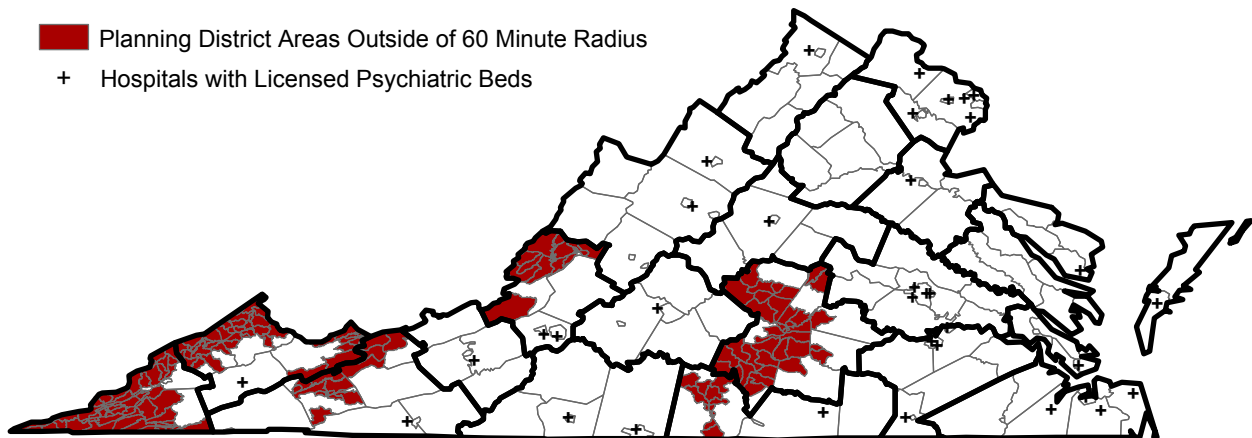 Planning District Areas Outside of 60 Minute Radius
Hospitals with Licensed Psychiatric Beds